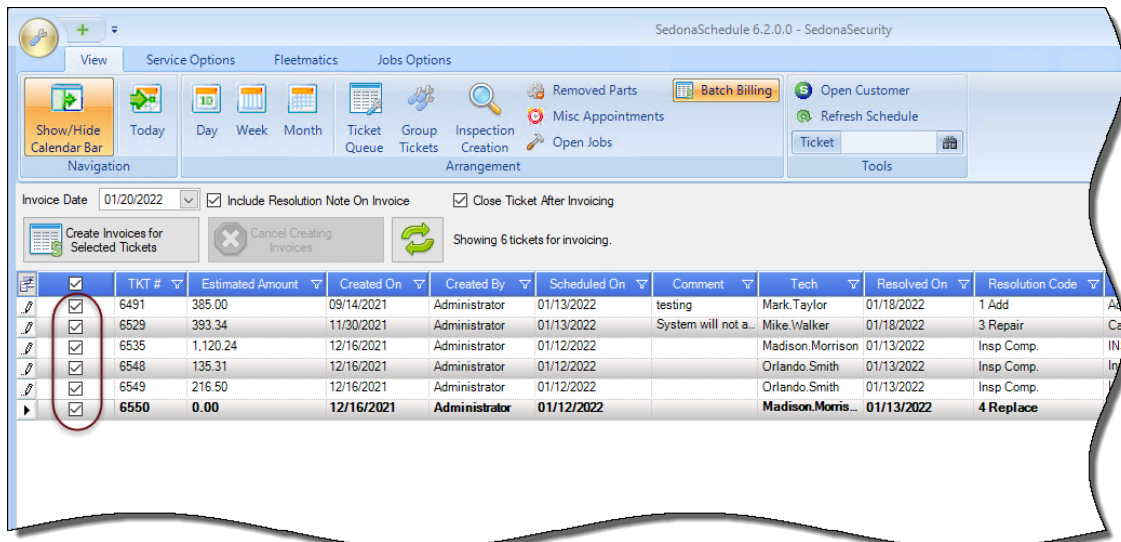 SedonaSchedule 6.2.0.0 - SedonaSecurity
View Service Options Fleetmatics Jobs Options
Show/Hide Calendar Bar
Today
Navigation
10
Day
Week
Month
Ticket Queue
Group Tickets
Inspection Creation
Removed Parts
Misc Appointments
Open Jobs
Batch Billing
Arrangement
S Open Customer
Refresh Schedule
Ticket
Tools
Invoice Date 01/20/2022 Include Resolution Note On Invoice Close Ticket After Invoicing
Create Invoices for
Selected Tickets
Cancel Creating
Invoices
Showing 6 tickets for invoicing.
TKT # Estimated Amount Created On Created By Scheduled On Comment Tech Resolved On Resolution Code
6491 385.00 09/14/2021 Administrator 01/13/2022 testing Mark.Taylor 01/18/2022 1 Add
6529 393.34 11/30/2021 Administrator 01/13/2022 System will not a... Mike.Walker 01/18/2022 3 Repair Ca
6535 1,120.24 12/16/2021 Administrator 01/12/2022 Madison.Morrison 01/13/2022 Insp Comp. IN
6548 135.31 12/16/2021 Administrator 01/12/2022 Orlando.Smith 01/13/2022 Insp Comp.
6549 216.50 12/16/2021 Administrator 01/12/2022 Orlando.Smith 01/13/2022 Insp Comp.
6550 0.00 12/16/2021 Administrator 01/12/2022 Madison.Morris... 01/13/2022 4 Replace